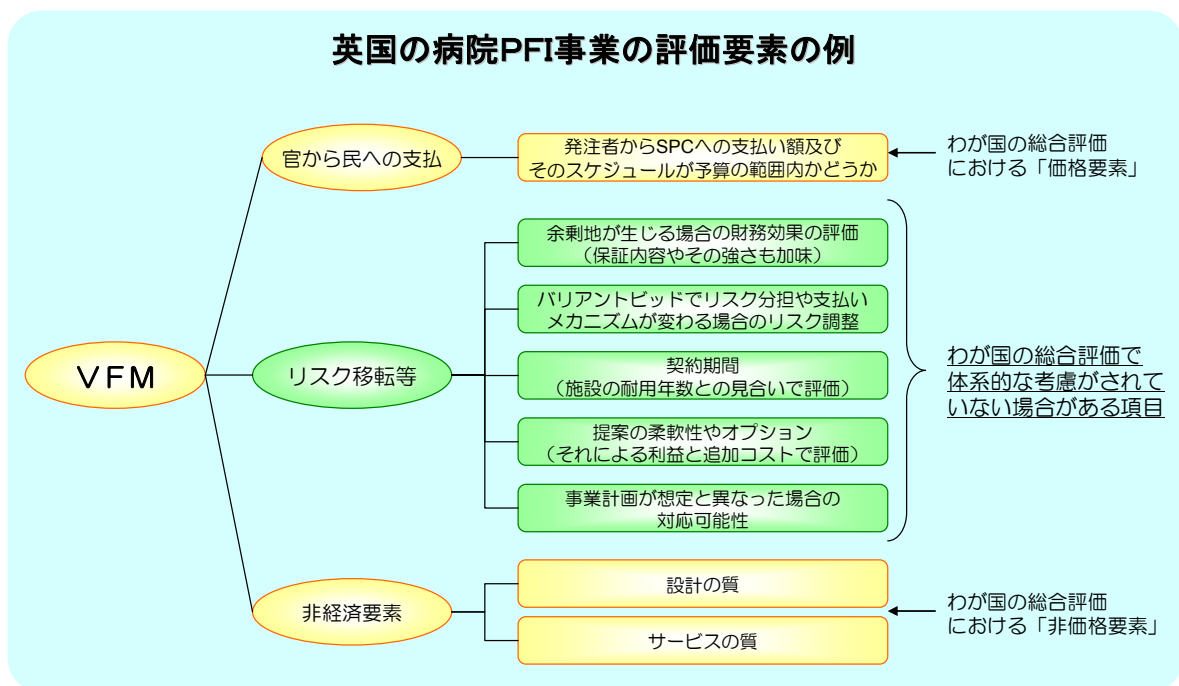 英国の病院PFI事業の評価要素の例
官から民への支払
発注者からSPCへの支払い額及び
そのスケジュールが予算の範囲内かどうか
わが国の総合評価
における「価格要素」
VFM
リスク移転等
余剰地が生じる場合の財務効果の評価
（保証内容やその強さも加味）
バリアントビッドでリスク分担や支払い
メカニズムが変わる場合のリスク調整
契約期間
（施設の耐用年数との見合いで評価）
提案の柔軟性やオプション
（それによる利益と追加コストで評価）
事業計画が想定と異なった場合の
対応可能性
わが国の総合評価で
体系的な考慮がされて
いない場合がある項目
非経済要素
設計の質
サービスの質
わが国の総合評価
における「非価格要素」